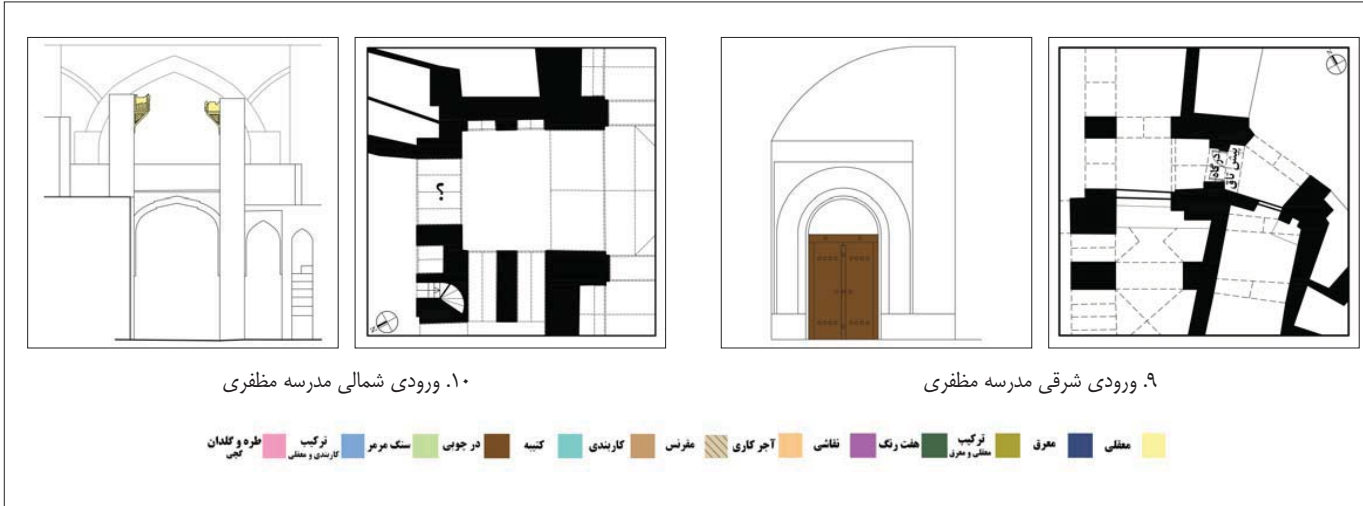 ؟
درگاه
پیش تاق
N
N
۹. ورودی شرقی مدرسه مظفری
۱۰. ورودی شمالی مدرسه مظفری
معقلی
معرق
ترکیب
معقلی و معرق
هفت رنگ
نقاشی
آجر کاری
مقرنس
کاربندی
کتیبه
در چوبی
سنگ مرمر
ترکیب
کاربندی و معقلی
طره و گلدان
گچی